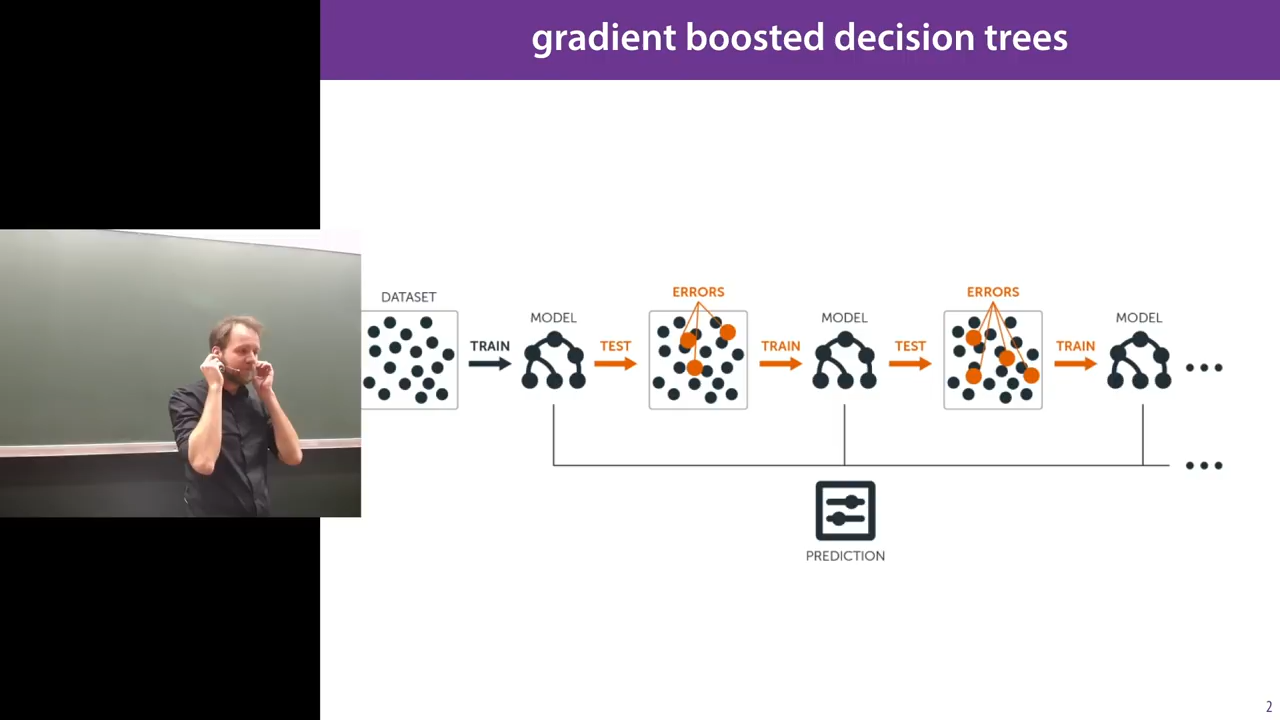 gradient boosted decision trees
DATASET
TRAIN
MODEL
TEST
ERRORS
TRAIN
MODEL
TEST
ERRORS
TRAIN
MODEL
PREDICTION
2